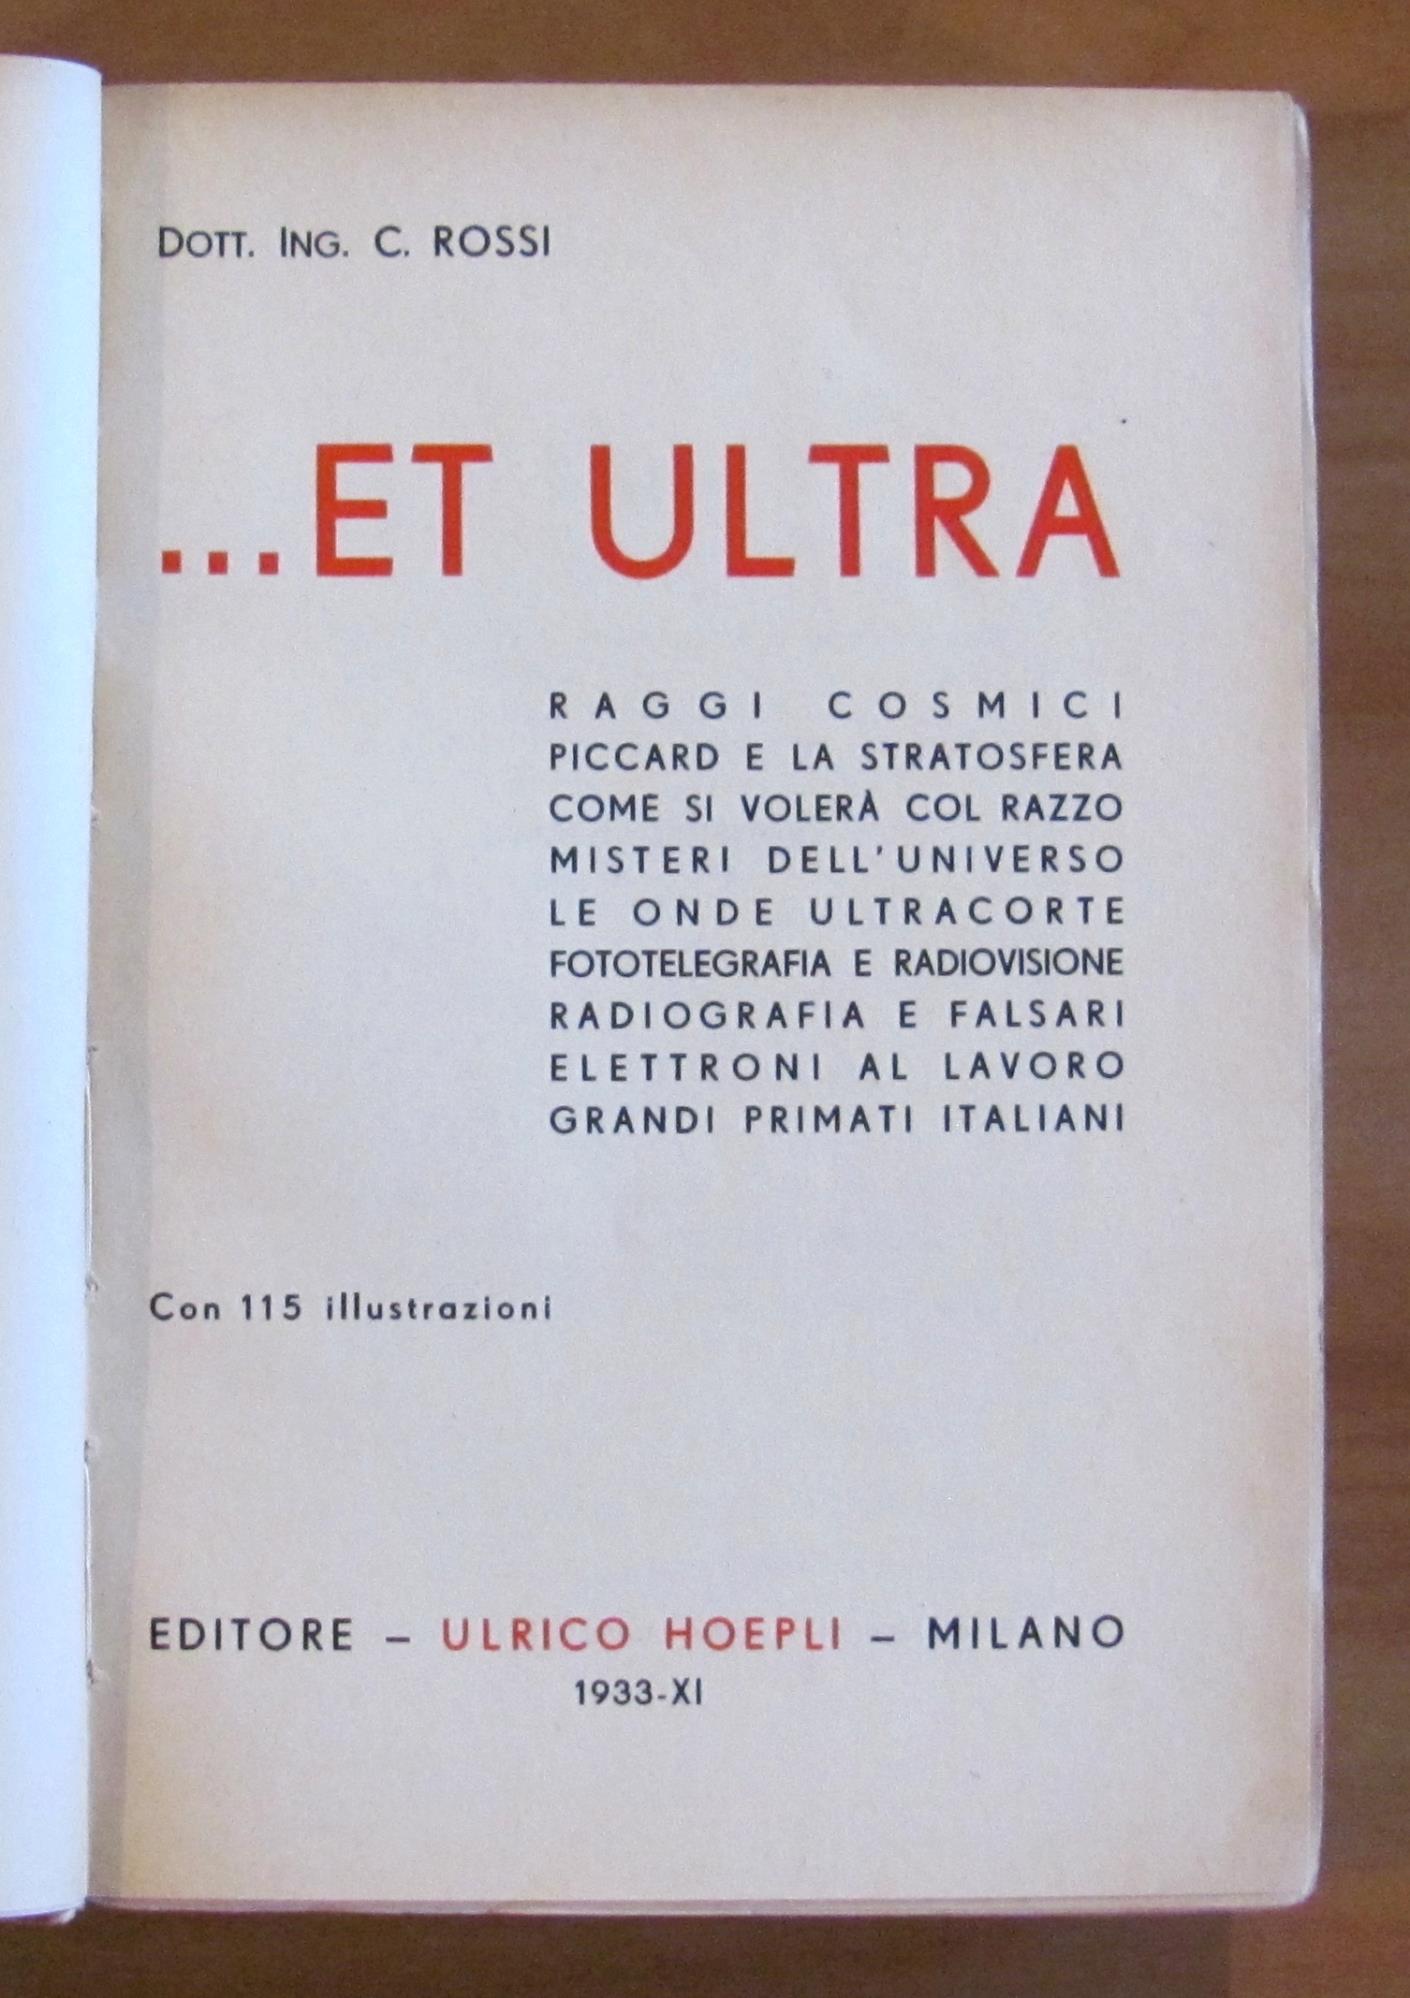 DOTT. ING. C. ROSSI
...ET ULTRA
RAGGI COSMICI
PICCARD E LA STRATOSFERA
COME SI VOLERÀ COL RAZZO
MISTERI DELL'UNIVERSO
LE ONDE ULTRACORTE
FOTOTELEGRAFIA E RADIOVISIONE
RADIOGRAFIA E FALSARI
ELETTRONI AL LAVORO
GRANDI PRIMATI ITALIANI
Con 115 illustrazioni
EDITORE – ULRICO HOEPLI – MILANO
1933-XI